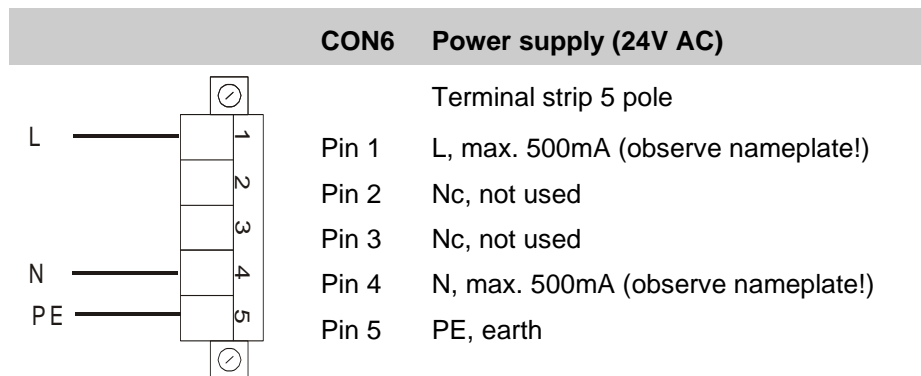 CON6 Power supply (24V AC)
Terminal strip 5 pole
L
1
Pin 1 L, max. 500mA (observe nameplate!)
2
Pin 2 Nc, not used
3
Pin 3 Nc, not used
N
4
Pin 4 N, max. 500mA (observe nameplate!)
PE
5
Pin 5 PE, earth